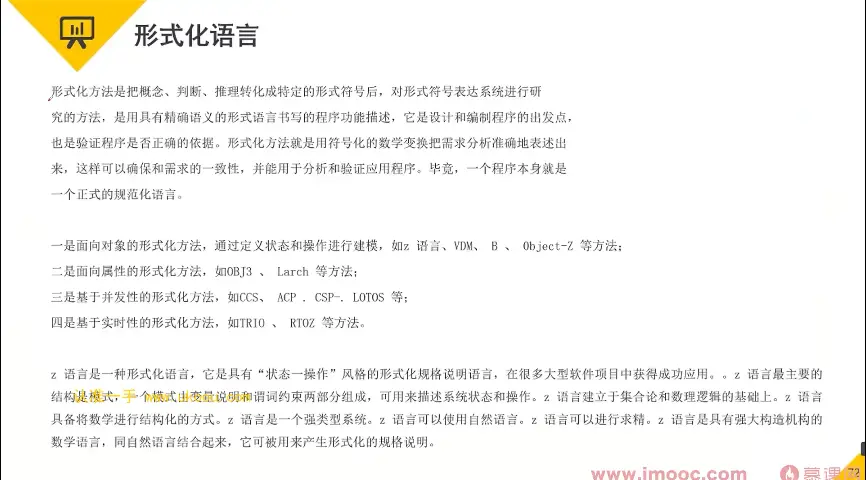 形式化语言
形式化方法是把概念、判断、推理转化成特定的形式符号后，对形式符号表达系统进行研
究的方法，是用具有精确语义的形式语言书写的程序功能描述，它是设计和编制程序的出发点，
也是验证程序是否正确的依据。形式化方法就是用符号化的数学变换把需求分析准确地表述出
来，这样可以确保和需求的一致性，并能用于分析和验证应用程序。毕竟，一个程序本身就是
一个正式的规范化语言。
一是面向对象的形式化方法，通过定义状态和操作进行建模，如z 语言、VDM、 B 、 Object-Z 等方法；
二是面向属性的形式化方法，如OBJ3 、 Larch 等方法；
三是基于并发性的形式化方法，如CCS、 ACP . CSP-. LOTOS 等；
四是基于实时性的形式化方法，如TRIO 、 RTOZ 等方法。
z 语言是一种形式化语言，它是具有“状态一操作”风格的形式化规格说明语言，在很多大型软件项目中获得成功应用。。z 语言最主要的
结构是模式，一个模式由变量说明和谓词约束两部分组成，可用来描述系统状态和操作。z 语言建立于集合论和数理逻辑的基础上。z 语言
具备将数学进行结构化的方式。z 语言是一个强类型系统。z 语言可以使用自然语言。z 语言可以进行求精。z 语言是具有强大构造机构的
数学语言，同自然语言结合起来，它可被用来产生形式化的规格说明。
www.imooc.com